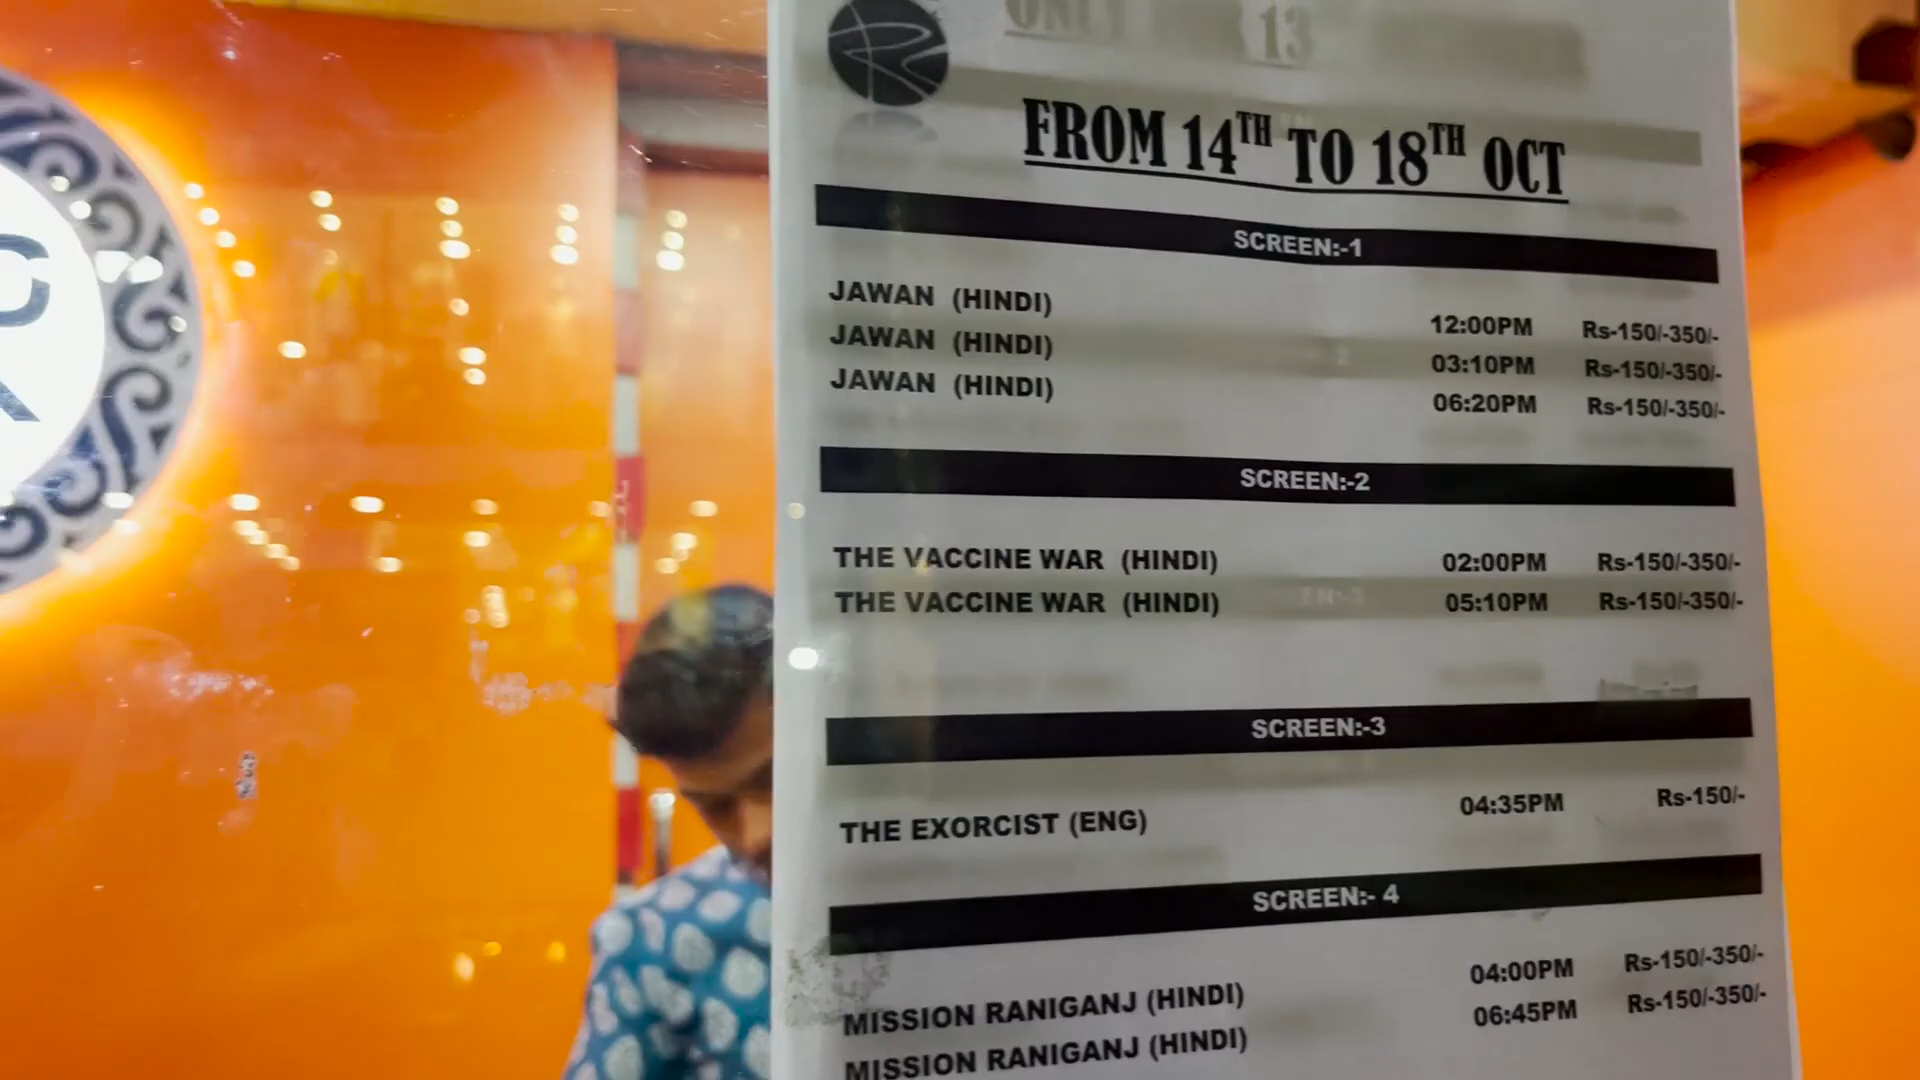 ONLY 13
FROM 14TH TO 18TH OCT
SCREEN:-1
JAWAN (HINDI) 12:00PM Rs-150/-350/-
JAWAN (HINDI) 03:10PM Rs-150/-350/-
JAWAN (HINDI) 06:20PM Rs-150/-350/-
SCREEN:-2
THE VACCINE WAR (HINDI) 02:00PM Rs-150/-350/-
THE VACCINE WAR (HINDI) 05:10PM Rs-150/-350/-
SCREEN:-3
THE EXORCIST (ENG) 04:35PM Rs-150/-
SCREEN:- 4
MISSION RANIGANJ (HINDI) 04:00PM Rs-150/-350/-
MISSION RANIGANJ (HINDI) 06:45PM Rs-150/-350/-